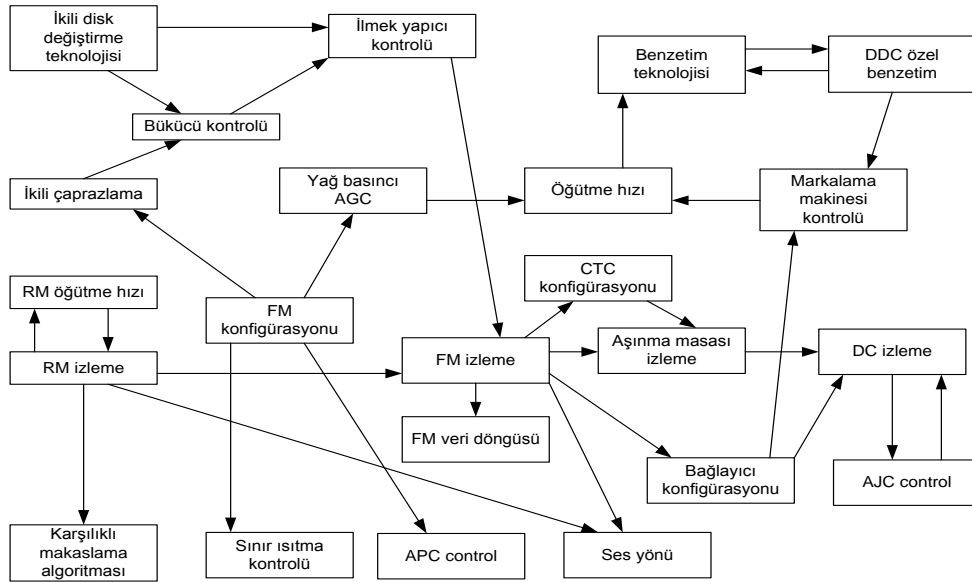 İkili disk
değiştirme
teknolojisi
İlmek yapıcı
kontrolü
Benzetim
teknolojisi
DDC özel
benzetim
Bükücü kontrolü
İkili çaprazlama
Yağ basıncı
AGC
Öğütme hızı
Markalama
makinesi
kontrolü
RM öğütme hızı
FM
konfigürasyonu
CTC
konfigürasyonu
RM izleme
FM izleme
Aşınma masası
izleme
DC izleme
FM veri döngüsü
Bağlayıcı
konfigürasyonu
AJC control
Karşılıklı
makaslama
algoritması
Sınır ısıtma
kontrolü
APC control
Ses yönü